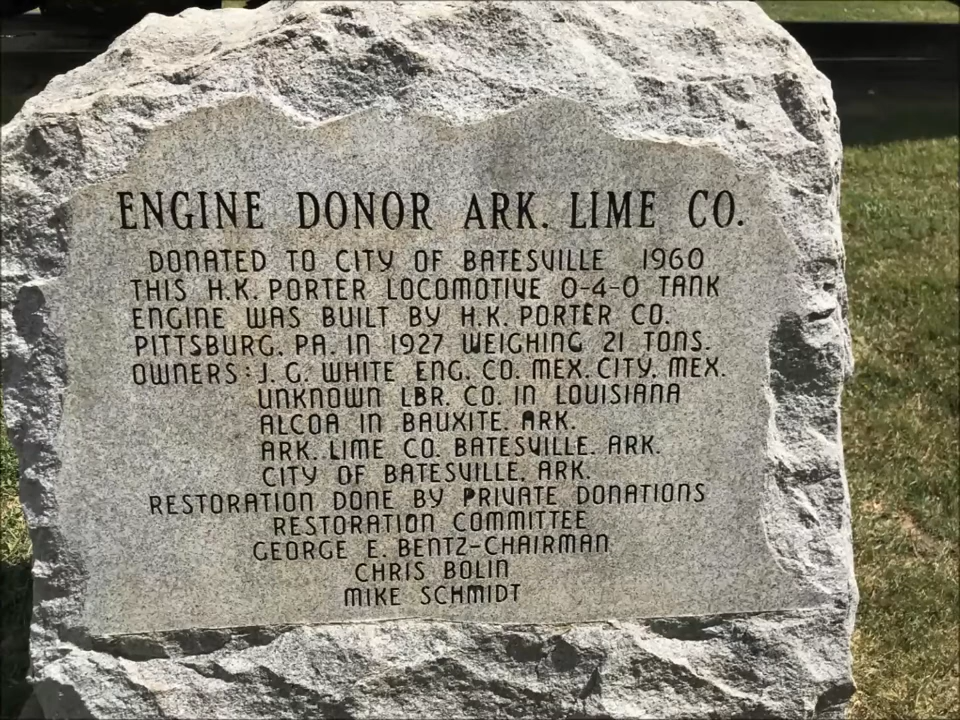 ENGINE DONOR ARK. LIME CO.
DONATED TO CITY OF BATESVILLE 1960
THIS H.K. PORTER LOCOMOTIVE 0-4-0 TANK
ENGINE WAS BUILT BY H.K. PORTER CO.
PITTSBURG, PA. IN 1927 WEIGHING 21 TONS.
OWNERS: J. G. WHITE ENG. CO. MEX. CITY, MEX.
UNKNOWN LBR. CO. IN LOUISIANA
ALCOA IN BAUXITE, ARK.
ARK. LIME CO. BATESVILLE, ARK.
CITY OF BATESVILLE, ARK.
RESTORATION DONE BY PRIVATE DONATIONS
RESTORATION COMMITTEE
GEORGE E. BENTZ-CHAIRMAN
CHRIS BOLIN
MIKE SCHMIDT